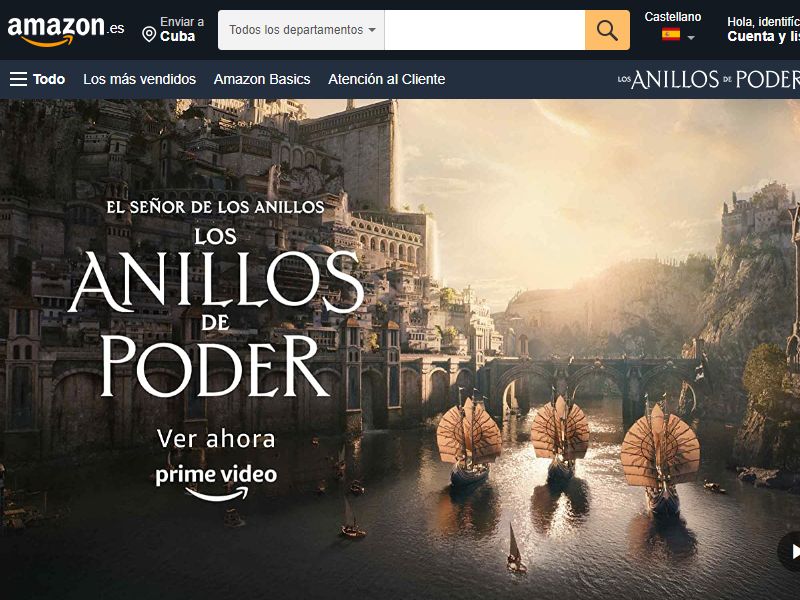 amazon.es
Enviar a
Cuba
Todos los departamentos
Castellano
Hola, identific
Cuenta y lis
Todo
Los más vendidos
Amazon Basics
Atención al Cliente
LOS ANILLOS DE PODER
EL SEÑOR DE LOS ANILLOS
LOS
ANILLOS
DE
PODER
Ver ahora
prime video